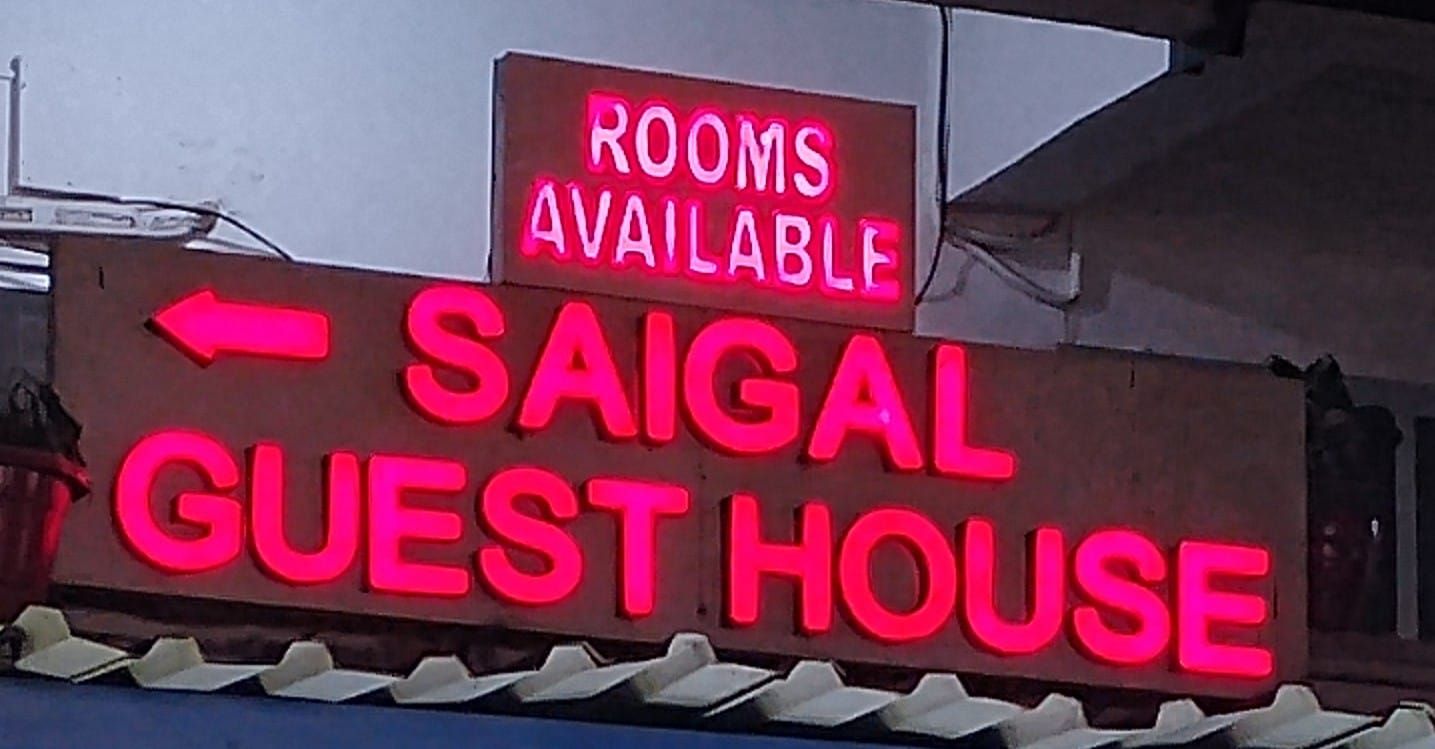 ROOMS
AVAILABLE
SAIGAL
GUEST HOUSE